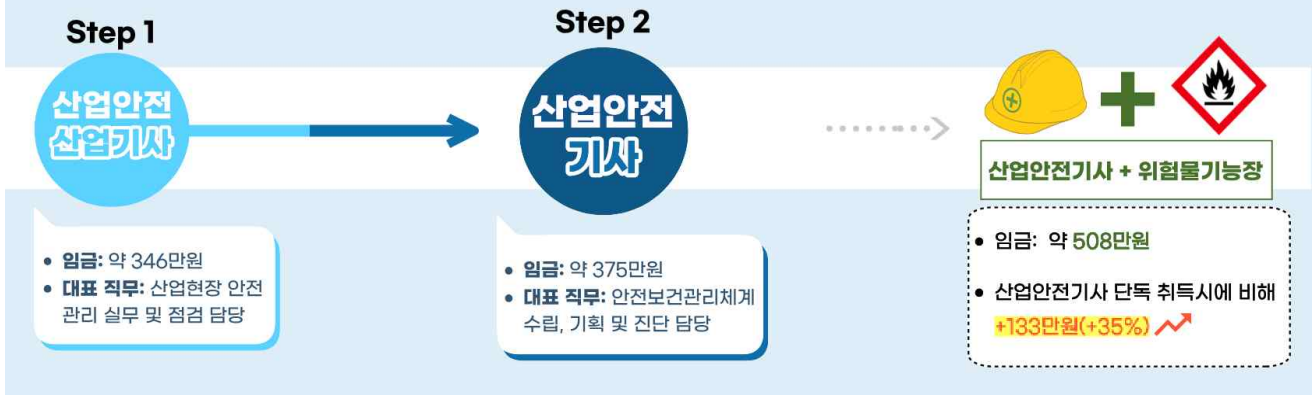 Step 1
산업안전
산업기사
• 임금: 약 346만원
• 대표 직무: 산업현장 안전
관리 실무 및 점검 담당
Step 2
산업안전
기사
• 임금: 약 375만원
• 대표 직무: 안전보건관리체계
수립, 기획 및 진단 담당
산업안전기사 + 위험물기능장
• 임금: 약 508만원
• 산업안전기사 단독 취득시에 비해
+133만원(+35%)